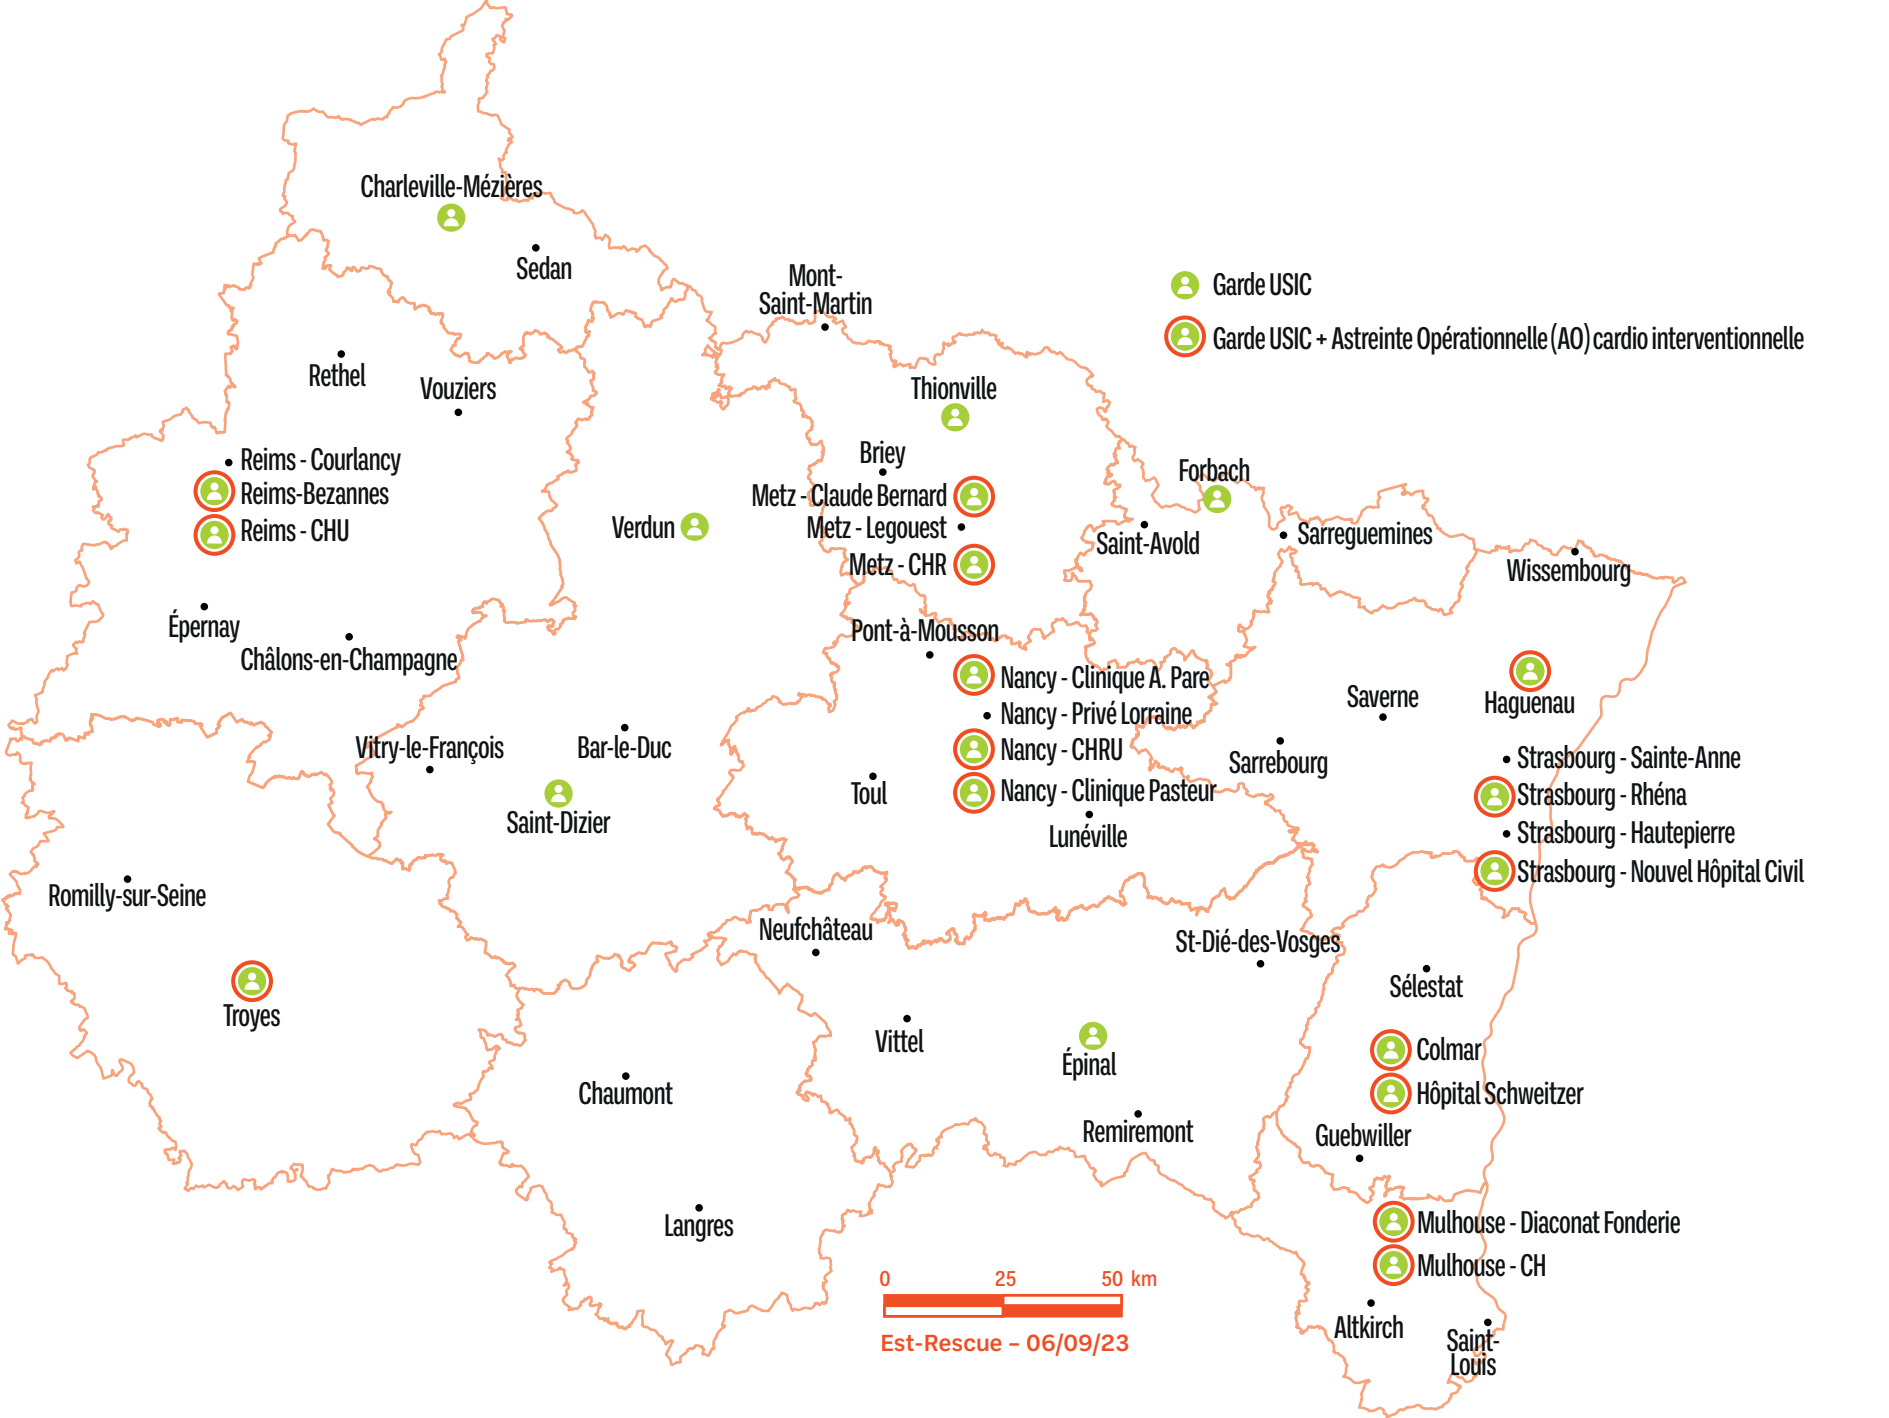 Charleville-Mézières
Sedan
Mont-
Saint-Martin
Garde USIC
Garde USIC + Astreinte Opérationnelle (AO) cardio interventionnelle
Rethel
Vouziers
Thionville
Briey
Forbach
Reims - Courlancy
Reims-Bezannes
Reims - CHU
Metz - Claude Bernard
Metz - Legouest
Metz - CHR
Verdun
Saint-Avold
Sarreguemines
Wissembourg
Épernay
Châlons-en-Champagne
Pont-à-Mousson
Nancy - Clinique A. Pare
Nancy - Privé Lorraine
Nancy - CHRU
Nancy - Clinique Pasteur
Saverne
Haguenau
Vitry-le-François
Bar-le-Duc
Sarrebourg
Strasbourg - Sainte-Anne
Strasbourg - Rhéna
Strasbourg - Hautepierre
Strasbourg - Nouvel Hôpital Civil
Toul
Saint-Dizier
Lunéville
Romilly-sur-Seine
Neufchâteau
St-Dié-des-Vosges
Sélestat
Troyes
Vittel
Épinal
Colmar
Hôpital Schweitzer
Chaumont
Remiremont
Guebwiller
Langres
Mulhouse - Diaconat Fonderie
Mulhouse - CH
0 25 50 km
Est-Rescue – 06/09/23
Altkirch
Saint-
Louis